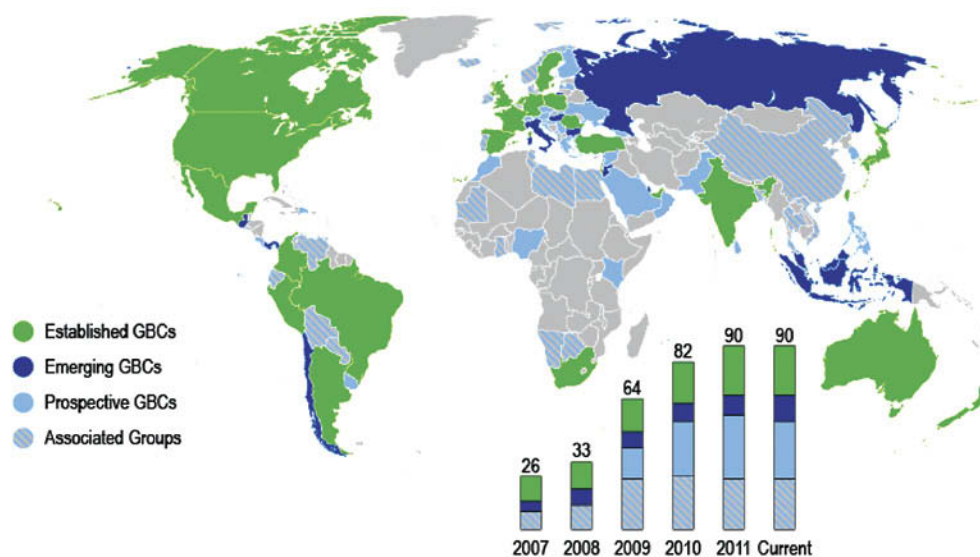 Established GBCs
Emerging GBCs
Prospective GBCs
Associated Groups
26
33
64
82
90
90
2007
2008
2009
2010
2011
Current